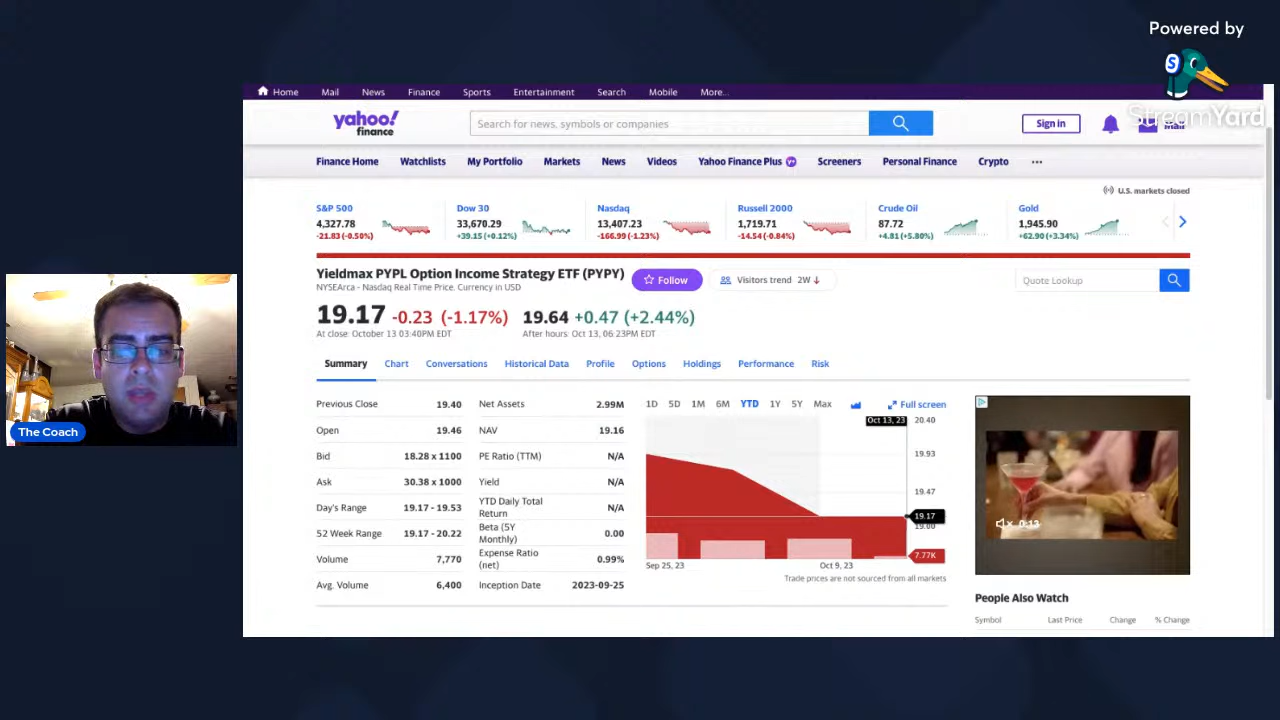 Powered by
StreamYard
Home Mail News Finance Sports Entertainment Search Mobile More...
yahoo!
finance
Search for news, symbols or companies
Sign in
Mail
Finance Home Watchlists My Portfolio Markets News Videos Yahoo Finance Plus Screeners Personal Finance Crypto ...
U.S. markets closed
S&P 500 Dow 30 Nasdaq Russell 2000 Crude Oil Gold
4,327.78 33,670.29 13,407.23 1,719.71 87.72 1,945.90
-21.83 (-0.50%) +39.15 (+0.12%) -166.99 (-1.23%) -14.54 (-0.84%) +4.81 (+5.80%) +62.90 (+3.34%)
Yieldmax PYPL Option Income Strategy ETF (PYPY) Follow Visitors trend 2W ↓ Quote Lookup
NYSEArca - Nasdaq Real Time Price. Currency in USD
19.17 -0.23 (-1.17%) 19.64 +0.47 (+2.44%)
At close: October 13 03:40PM EDT After hours: Oct 13, 06:23PM EDT
Summary Chart Conversations Historical Data Profile Options Holdings Performance Risk
Previous Close 19.40 Net Assets 2.99M
Open 19.46 NAV 19.16
Bid 18.28 x 1100 PE Ratio (TTM) N/A
Ask 30.38 x 1000 Yield N/A
Day's Range 19.17 - 19.53 YTD Daily Total Return N/A
52 Week Range 19.17 - 20.22 Beta (5Y Monthly) 0.00
Volume 7,770 Expense Ratio (net) 0.99%
Avg. Volume 6,400 Inception Date 2023-09-25
1D 5D 1M 6M YTD 1Y 5Y Max Full screen
Oct 13, 23 20.40
19.93
19.47
19.17
19.00
7.77K
Sep 25, 23 Oct 9, 23
Trade prices are not sourced from all markets
0:13
People Also Watch
Symbol Last Price Change % Change
The Coach